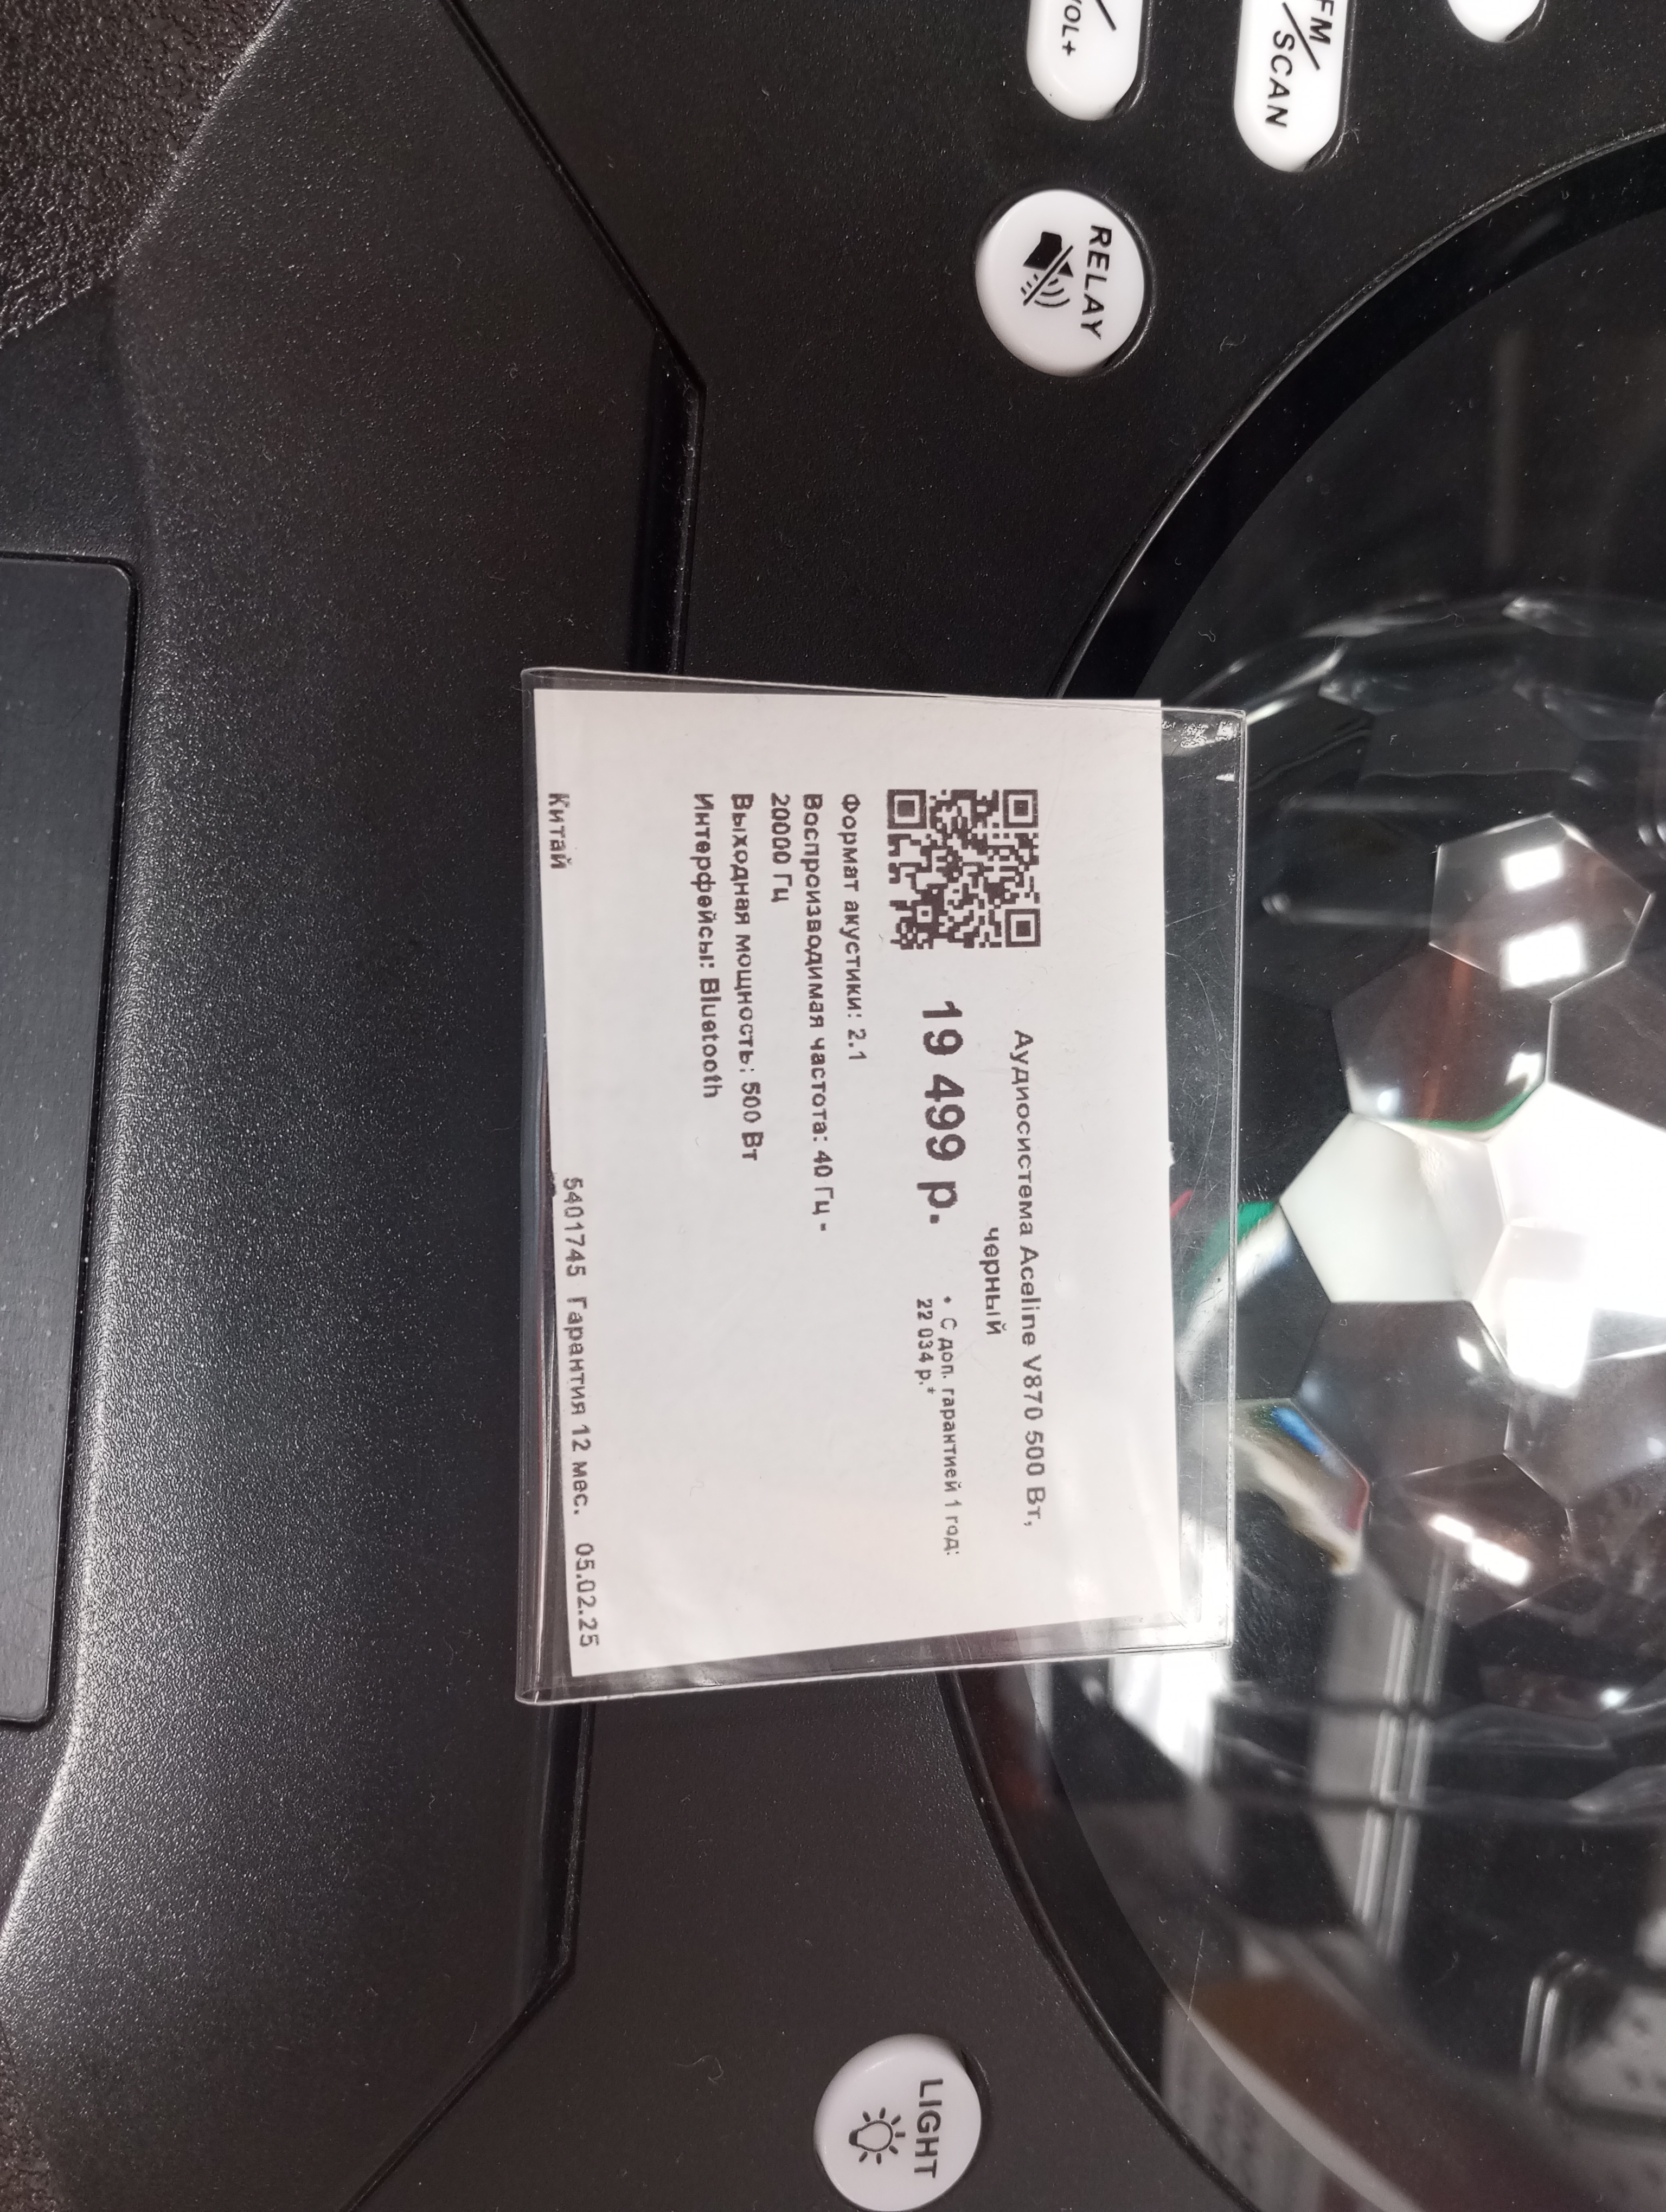 VOL+
FM
SCAN
RELAY
Аудиосистема Aceline V870 500 Вт,
черный
19 499 р.
• С доп. гарантией 1 год:
22 034 р.*
Формат акустики: 2.1
Воспроизводимая частота: 40 Гц -
20000 Гц
Выходная мощность: 500 Вт
Интерфейсы: Bluetooth
Китай
5401745 Гарантия 12 мес. 05.02.25
LIGHT